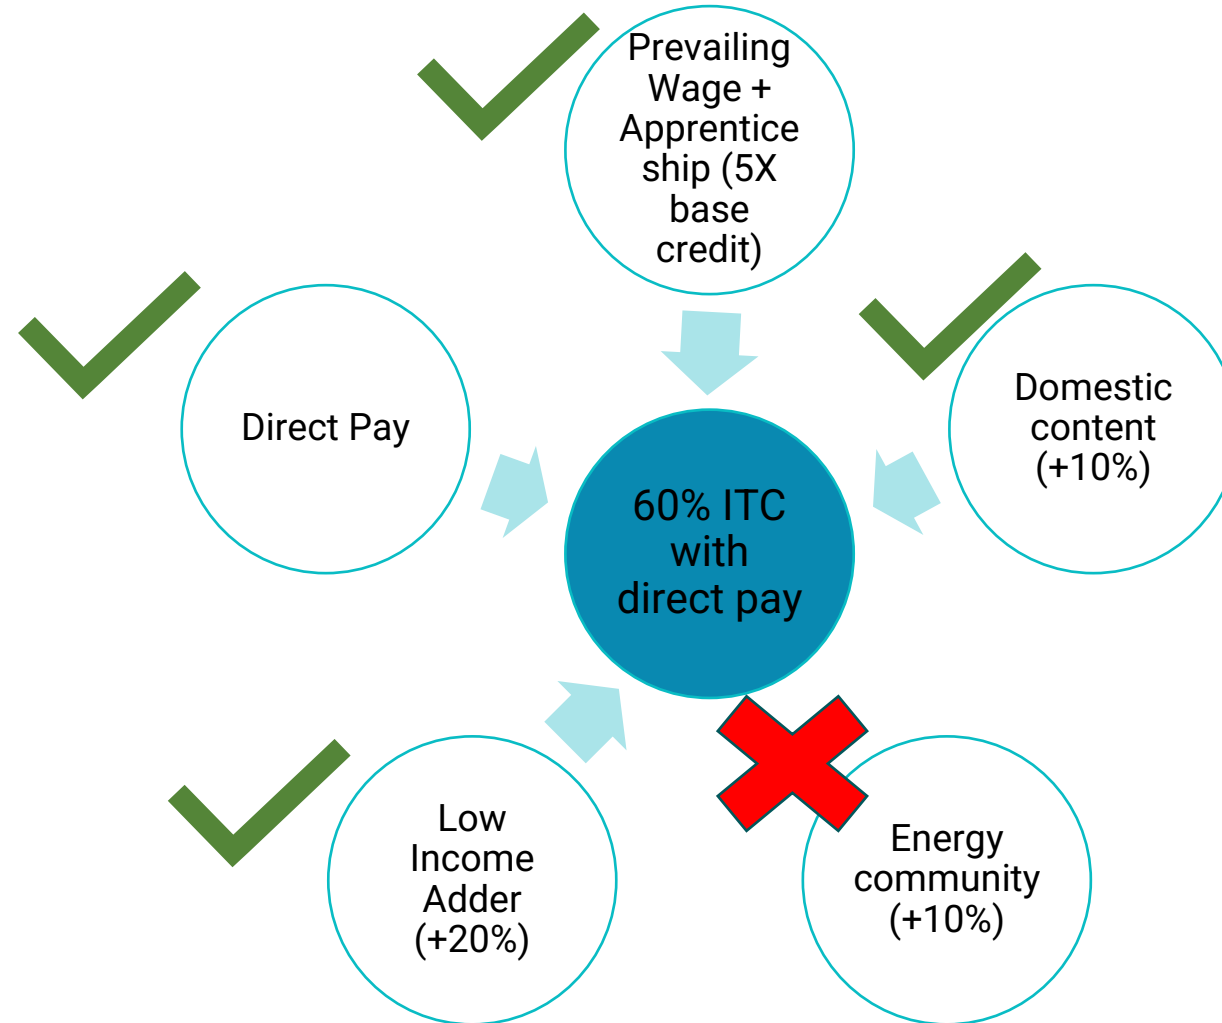 Prevailing
Wage +
Apprentice
ship (5X
base
credit)
Direct Pay
Domestic
content
(+10%)
60% ITC
with
direct pay
Low
Income
Adder
(+20%)
Energy
community
(+10%)